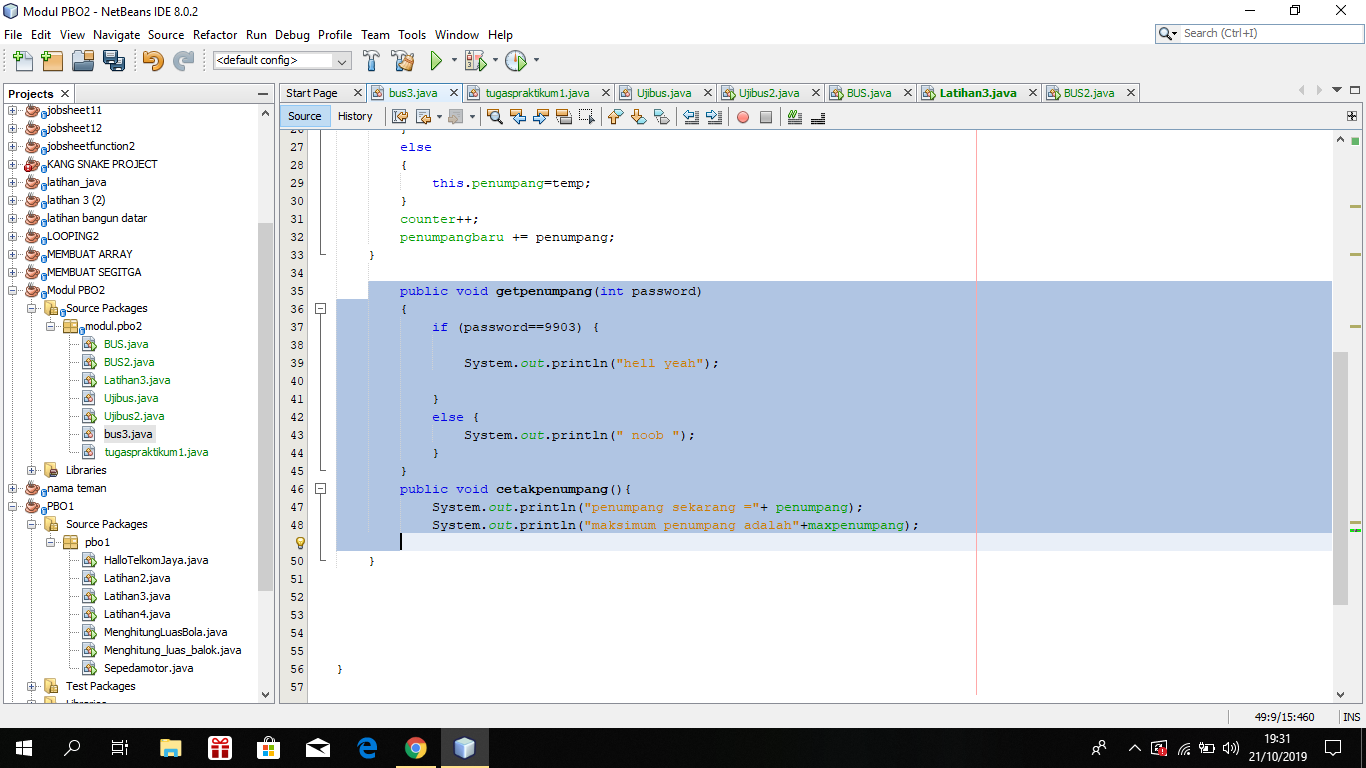 Modul PBO2 - NetBeans IDE 8.0.2
File Edit View Navigate Source Refactor Run Debug Profile Team Tools Window Help
Search (Ctrl+I)
<default config>
Projects
jobsheet11
jobsheet12
jobsheetfunction2
KANG SNAKE PROJECT
latihan_java
latihan 3 (2)
latihan bangun datar
LOOPING2
MEMBUAT ARRAY
MEMBUAT SEGITGA
Modul PBO2
Source Packages
modul.pbo2
BUS.java
BUS2.java
Latihan3.java
Ujibus.java
Ujibus2.java
bus3.java
tugaspraktikum1.java
Libraries
nama teman
PBO1
Source Packages
pbo1
HalloTelkomJaya.java
Latihan2.java
Latihan3.java
Latihan4.java
MenghitungLuasBola.java
Menghitung_luas_balok.java
Sepedamotor.java
Test Packages
Libraries
Start Page bus3.java tugaspraktikum1.java Ujibus.java Ujibus2.java BUS.java Latihan3.java BUS2.java
Source History
26 }
27 else
28 {
29 this.penumpang=temp;
30 }
31 counter++;
32 penumpangbaru += penumpang;
33 }
34
35 public void getpenumpang(int password)
36 {
37 if (password==9903) {
38
39 System.out.println("hell yeah");
40
41 }
42 else {
43 System.out.println(" noob ");
44 }
45 }
46 public void cetakpenumpang(){
47 System.out.println("penumpang sekarang ="+ penumpang);
48 System.out.println("maksimum penumpang adalah"+maxpenumpang);
50 }
51
52
53
54
55
56 }
57
49:9/15:460 INS
19:31
21/10/2019